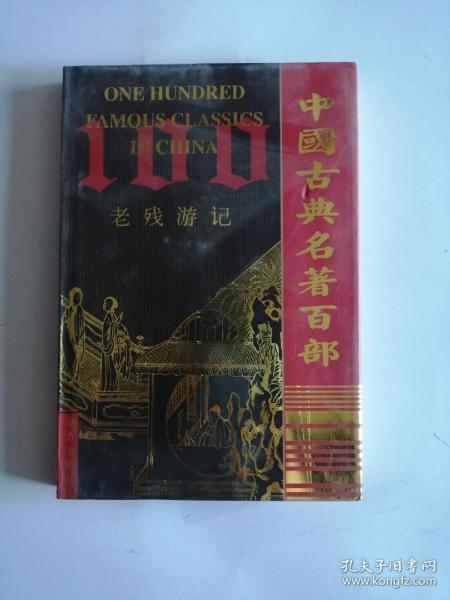 ONE HUNDRED
FAMOUS CLASSICS
IN CHINA
100
老残游记
中國古典名著百部
孔夫子旧书网
www.kongfz.com